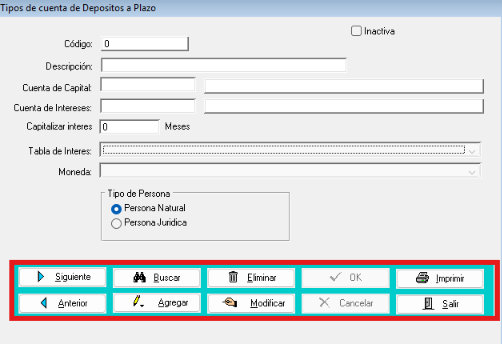 Tipos de cuenta de Depositos a Plazo
Inactiva
Código: 0
Descripción:
Cuenta de Capital:
Cuenta de Intereses:
Capitalizar interes 0 Meses
Tabla de Interes:
Moneda:
Tipo de Persona
Persona Natural
Persona Juridica
Siguiente Buscar Eliminar OK Imprimir
Anterior Agregar Modificar Cancelar Salir